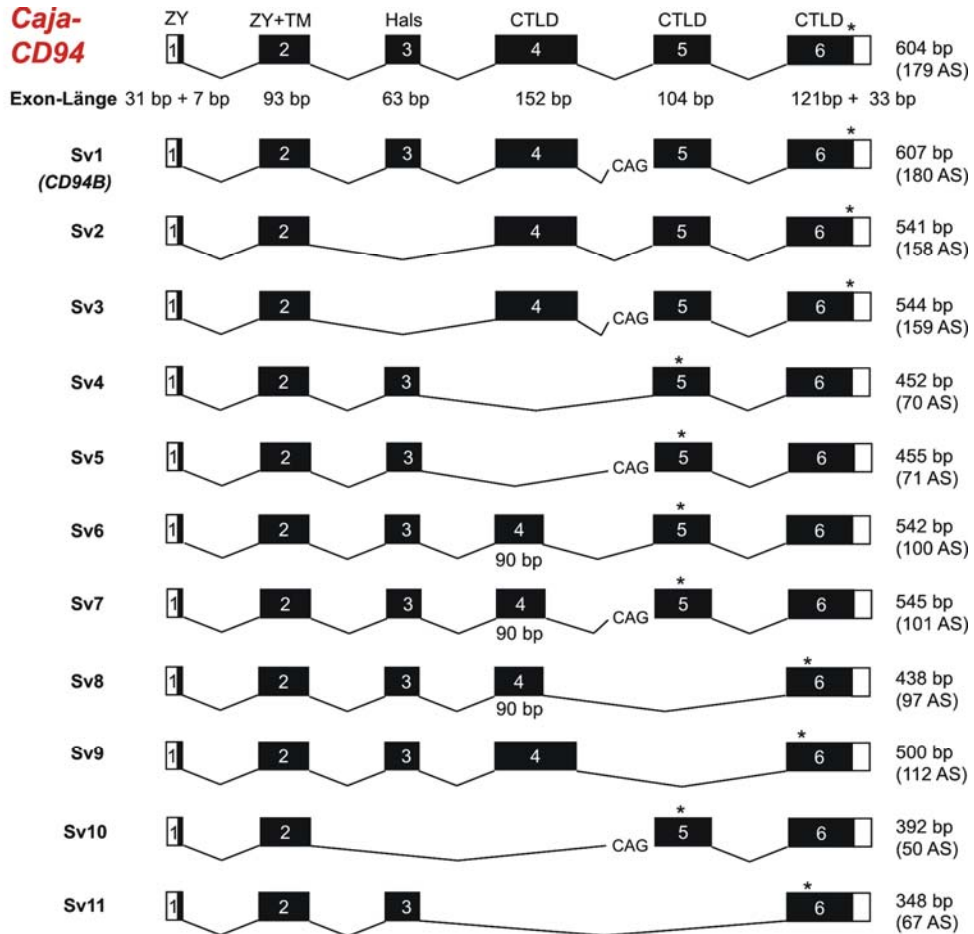 Caja-
CD94
ZY ZY+TM Hals CTLD CTLD CTLD *
1 2 3 4 5 6 604 bp
(179 AS)
Exon-Länge 31 bp + 7 bp 93 bp 63 bp 152 bp 104 bp 121bp + 33 bp
*
Sv1 1 2 3 4 CAG 5 6 607 bp
(CD94B) (180 AS)
*
Sv2 1 2 4 5 6 541 bp
(158 AS)
*
Sv3 1 2 4 CAG 5 6 544 bp
(159 AS)
*
Sv4 1 2 3 5 6 452 bp
(70 AS)
*
Sv5 1 2 3 CAG 5 6 455 bp
(71 AS)
*
Sv6 1 2 3 4 5 6 542 bp
90 bp (100 AS)
*
Sv7 1 2 3 4 CAG 5 6 545 bp
90 bp (101 AS)
*
Sv8 1 2 3 4 6 438 bp
90 bp (97 AS)
*
Sv9 1 2 3 4 6 500 bp
(112 AS)
*
Sv10 1 2 CAG 5 6 392 bp
(50 AS)
*
Sv11 1 2 3 6 348 bp
(67 AS)